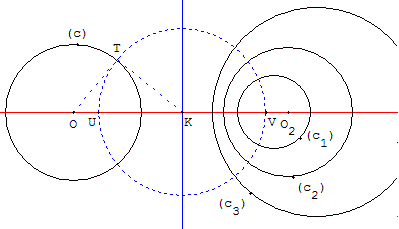 (c)
T
O U K V O2
(c1)
(c2)
(c3)